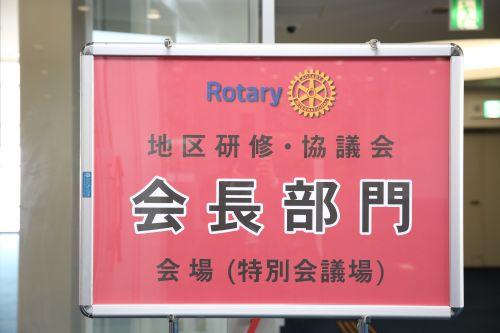 Rotary
地区研修・協議会
会長部門
会場 (特別会議場)